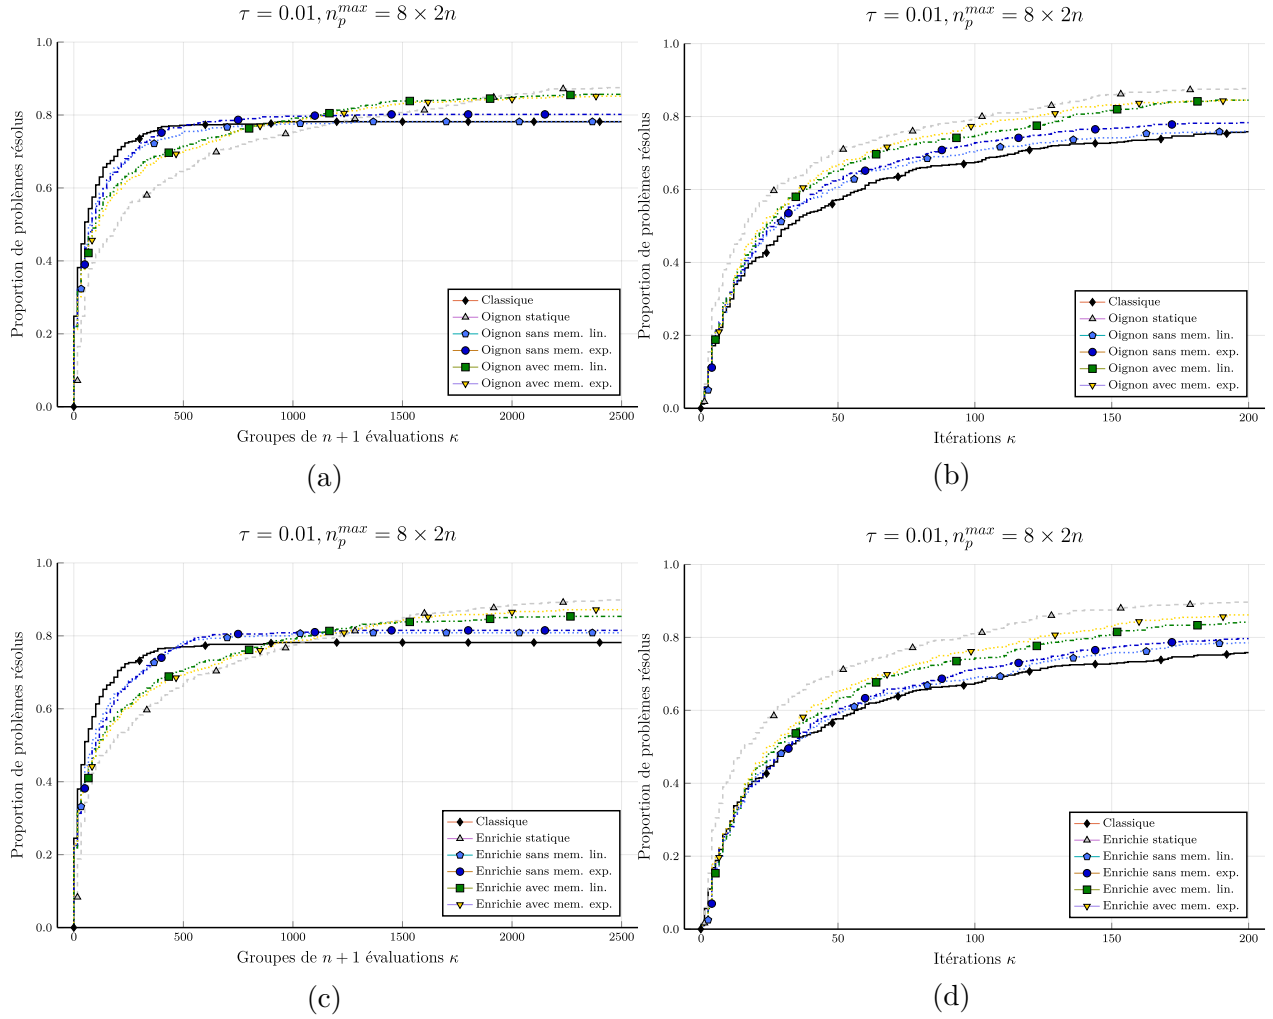 τ = 0.01, n_p^max = 8 × 2n
Proportion de problèmes résolus
1.0
0.8
0.6
0.4
0.2
0.0
0
500
1000
1500
2000
2500
Groupes de n + 1 évaluations κ
Classique
Oignon statique
Oignon sans mem. lin.
Oignon sans mem. exp.
Oignon avec mem. lin.
Oignon avec mem. exp.
(a)
τ = 0.01, n_p^max = 8 × 2n
Proportion de problèmes résolus
1.0
0.8
0.6
0.4
0.2
0.0
0
50
100
150
200
Itérations κ
Classique
Oignon statique
Oignon sans mem. lin.
Oignon sans mem. exp.
Oignon avec mem. lin.
Oignon avec mem. exp.
(b)
τ = 0.01, n_p^max = 8 × 2n
Proportion de problèmes résolus
1.0
0.8
0.6
0.4
0.2
0.0
0
500
1000
1500
2000
2500
Groupes de n + 1 évaluations κ
Classique
Enrichie statique
Enrichie sans mem. lin.
Enrichie sans mem. exp.
Enrichie avec mem. lin.
Enrichie avec mem. exp.
(c)
τ = 0.01, n_p^max = 8 × 2n
Proportion de problèmes résolus
1.0
0.8
0.6
0.4
0.2
0.0
0
50
100
150
200
Itérations κ
Classique
Enrichie statique
Enrichie sans mem. lin.
Enrichie sans mem. exp.
Enrichie avec mem. lin.
Enrichie avec mem. exp.
(d)